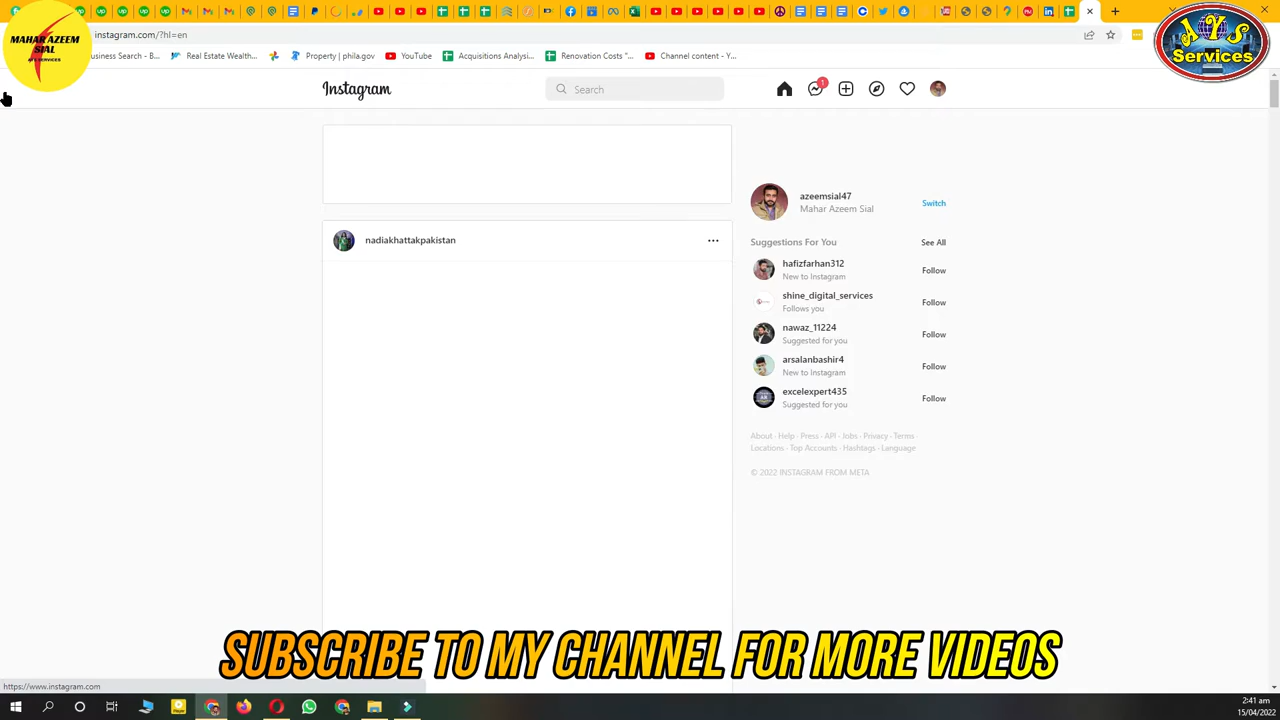 instagram.com/?hl=en
MAHAR AZEEM
SIAL
AYS SERVICES
AYS
Services
usiness Search - B...
Real Estate Wealth...
Property | phila.gov
YouTube
Acquisitions Analysi...
Renovation Costs "...
Channel content - Y...
Instagram
Search
1
azeemsial47
Mahar Azeem Sial
Switch
nadiakhattakpakistan
Suggestions For You
See All
hafizfarhan312
New to Instagram
Follow
shine_digital_services
Follows you
Follow
nawaz_11224
Suggested for you
Follow
arsalanbashir4
New to Instagram
Follow
excelexpert435
Suggested for you
Follow
About · Help · Press · API · Jobs · Privacy · Terms ·
Locations · Top Accounts · Hashtags · Language
© 2022 INSTAGRAM FROM META
SUBSCRIBE TO MY CHANNEL FOR MORE VIDEOS
https://www.instagram.com
2:41 am
15/04/2022